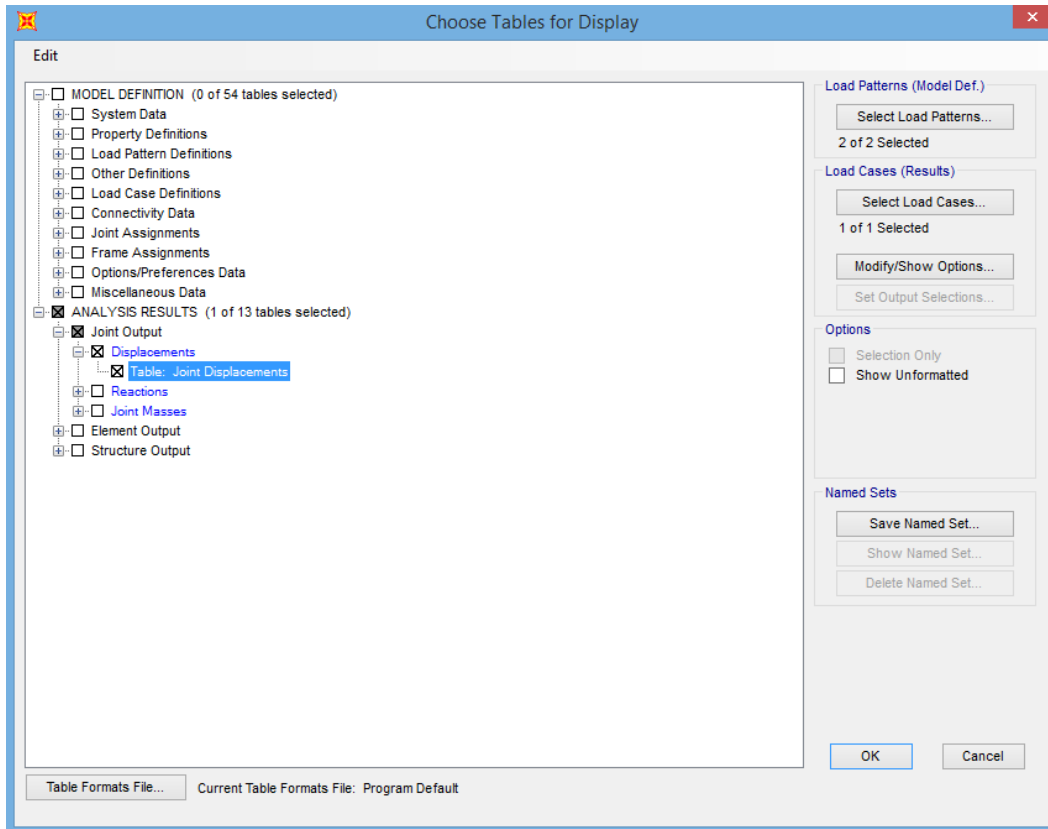 Choose Tables for Display
Edit
MODEL DEFINITION (0 of 54 tables selected)
System Data
Property Definitions
Load Pattern Definitions
Other Definitions
Load Case Definitions
Connectivity Data
Joint Assignments
Frame Assignments
Options/Preferences Data
Miscellaneous Data
ANALYSIS RESULTS (1 of 13 tables selected)
Joint Output
Displacements
Table: Joint Displacements
Reactions
Joint Masses
Element Output
Structure Output
Load Patterns (Model Def.)
Select Load Patterns...
2 of 2 Selected
Load Cases (Results)
Select Load Cases...
1 of 1 Selected
Modify/Show Options...
Set Output Selections...
Options
Selection Only
Show Unformatted
Named Sets
Save Named Set...
Show Named Set...
Delete Named Set...
OK Cancel
Table Formats File... Current Table Formats File: Program Default